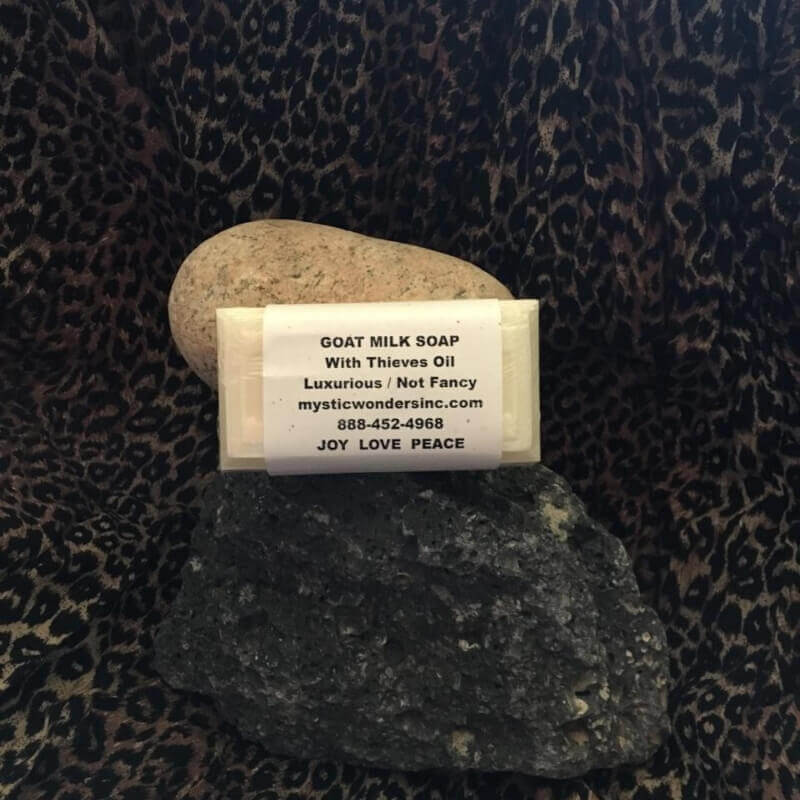 GOAT MILK SOAP
With Thieves Oil
Luxurious / Not Fancy
mysticwondersinc.com
888-452-4968
JOY LOVE PEACE